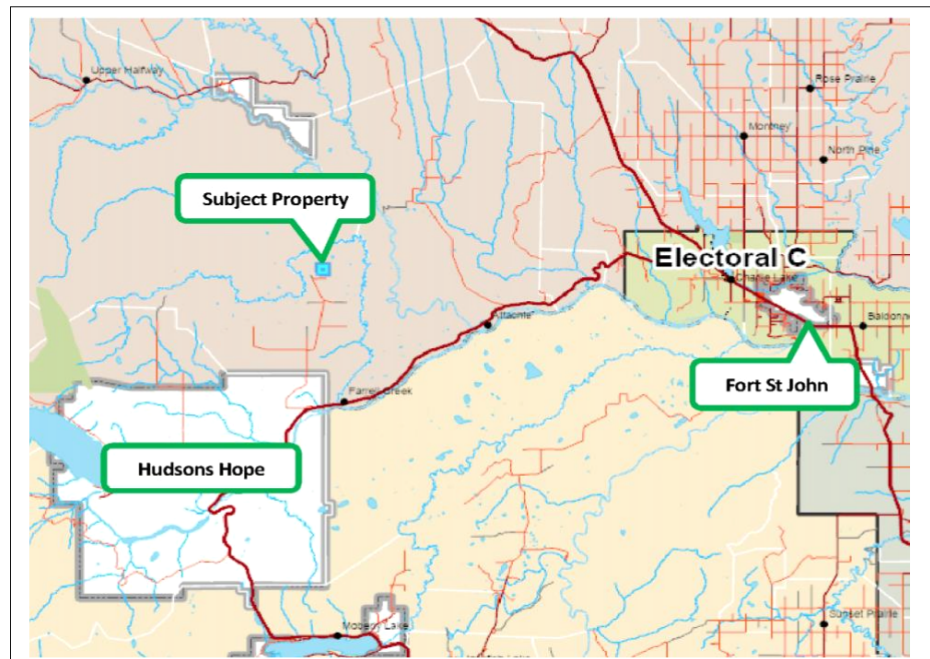 Upper Halfway
Rose Prairie
Montney
North Pine
Subject Property
Electoral C
Charlie Lake
Attachie
Baldonne
Fort St John
Farrell Creek
Hudsons Hope
Moberly Lake
Sunset Prairie